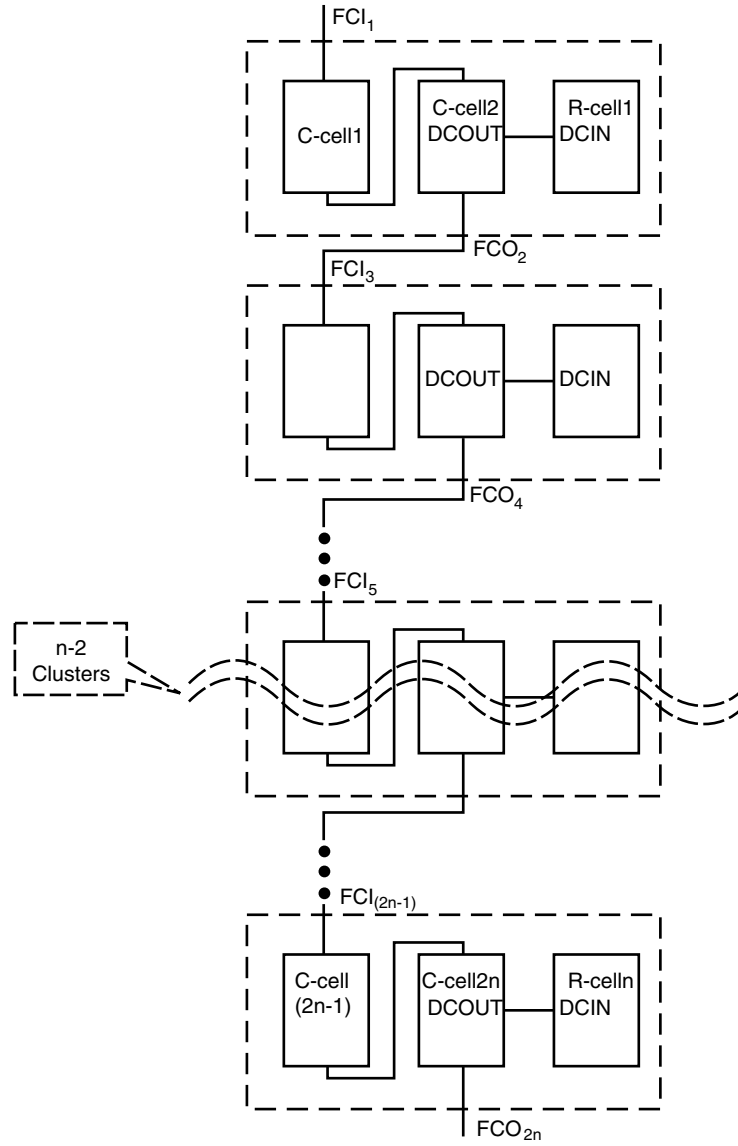 FCI1
C-cell1
C-cell2
DCOUT
R-cell1
DCIN
FCO2
FCI3
DCOUT
DCIN
FCO4
FCI5
n-2
Clusters
FCI(2n-1)
C-cell
(2n-1)
C-cell2n
DCOUT
R-celln
DCIN
FCO2n